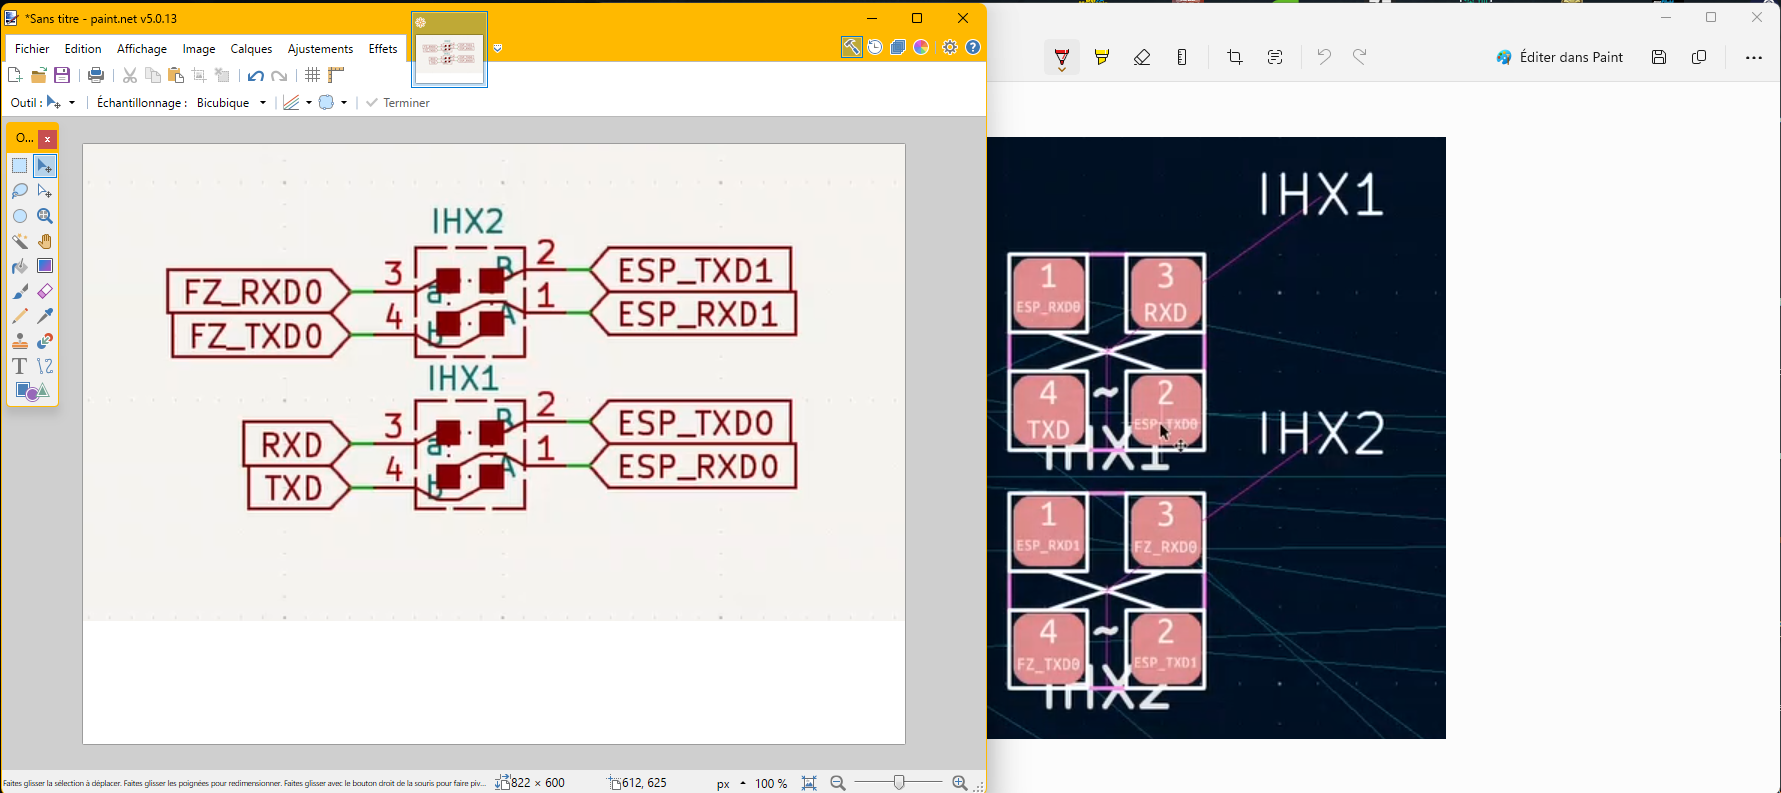 *Sans titre - paint.net v5.0.13
Fichier Edition Affichage Image Calques Ajustements Effets
Outil : Échantillonnage : Bicubique Terminer
O... x
IHX2
3 2
FZ_RXD0 a R ESP_TXD1
4 1
FZ_TXD0 b A ESP_RXD1
IHX1
3 2
RXD a R ESP_TXD0
4 1
TXD b A ESP_RXD0
Faites glisser la sélection à déplacer. Faites glisser les poignées pour redimensionner. Faites glisser avec le bouton droit de la souris pour faire piv...
822 × 600
612, 625
px
100 %
Éditer dans Paint
IHX1
1 3
ESP_RXD0 RXD
4 ~ 2
TXD ESP_TXD0
IHX1
IHX2
1 3
ESP_RXD1 FZ_RXD0
4 ~ 2
FZ_TXD0 ESP_TXD1
IHX2